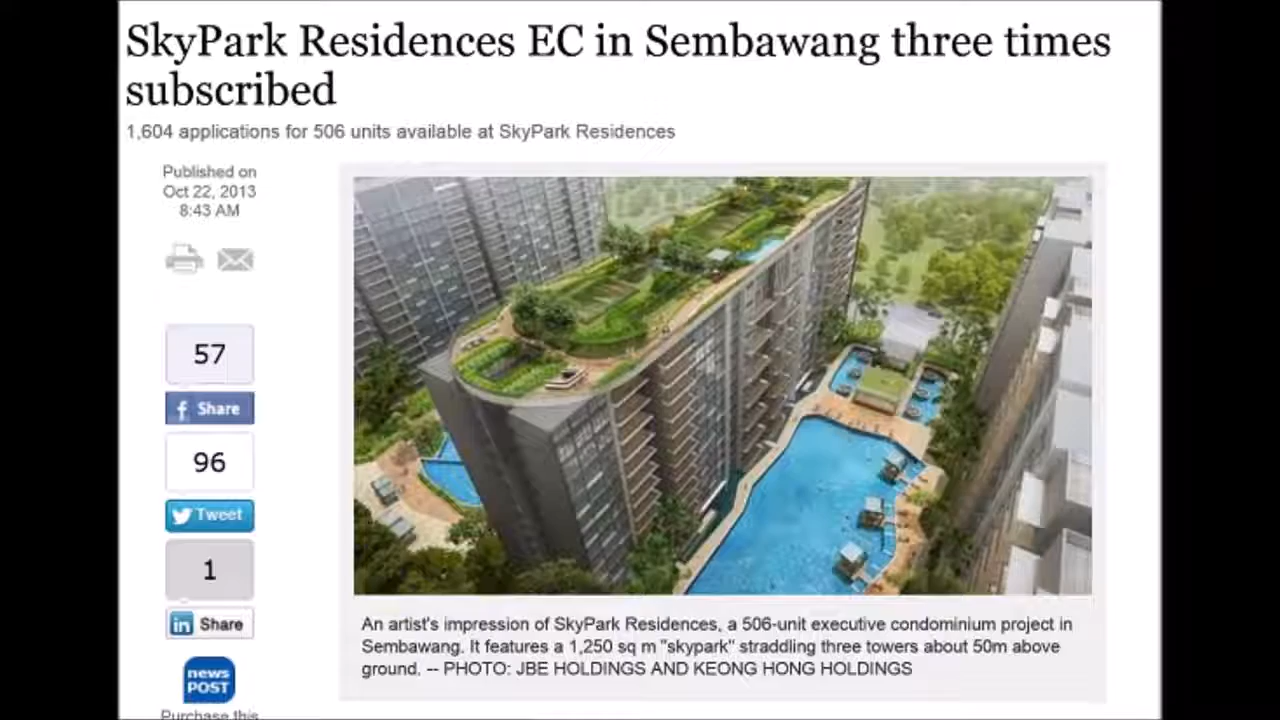 SkyPark Residences EC in Sembawang three times
subscribed
1,604 applications for 506 units available at SkyPark Residences
Published on
Oct 22, 2013
8:43 AM
57
f Share
96
Tweet
1
in Share
news
POST
Purchase this
An artist's impression of SkyPark Residences, a 506-unit executive condominium project in
Sembawang. It features a 1,250 sq m "skypark" straddling three towers about 50m above
ground. -- PHOTO: JBE HOLDINGS AND KEONG HONG HOLDINGS